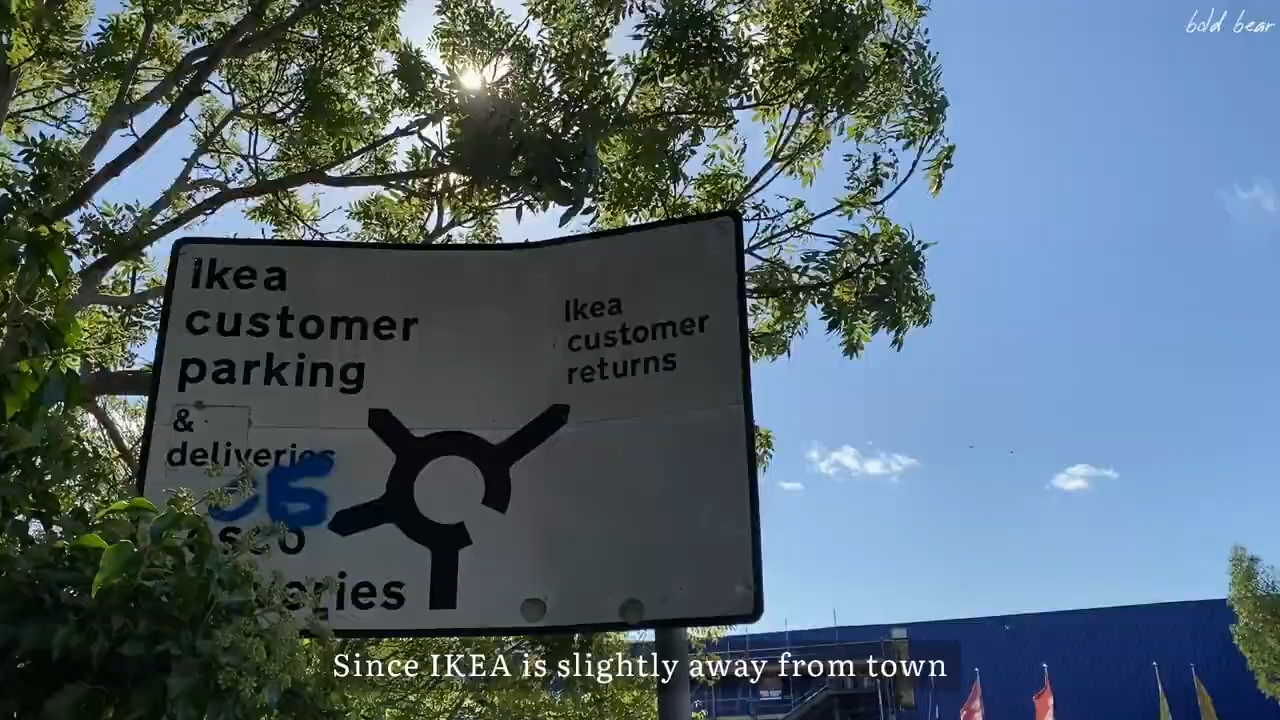 bold bear
Ikea
customer
parking
&
deliveries
Ikea
customer
returns
Since IKEA is slightly away from town